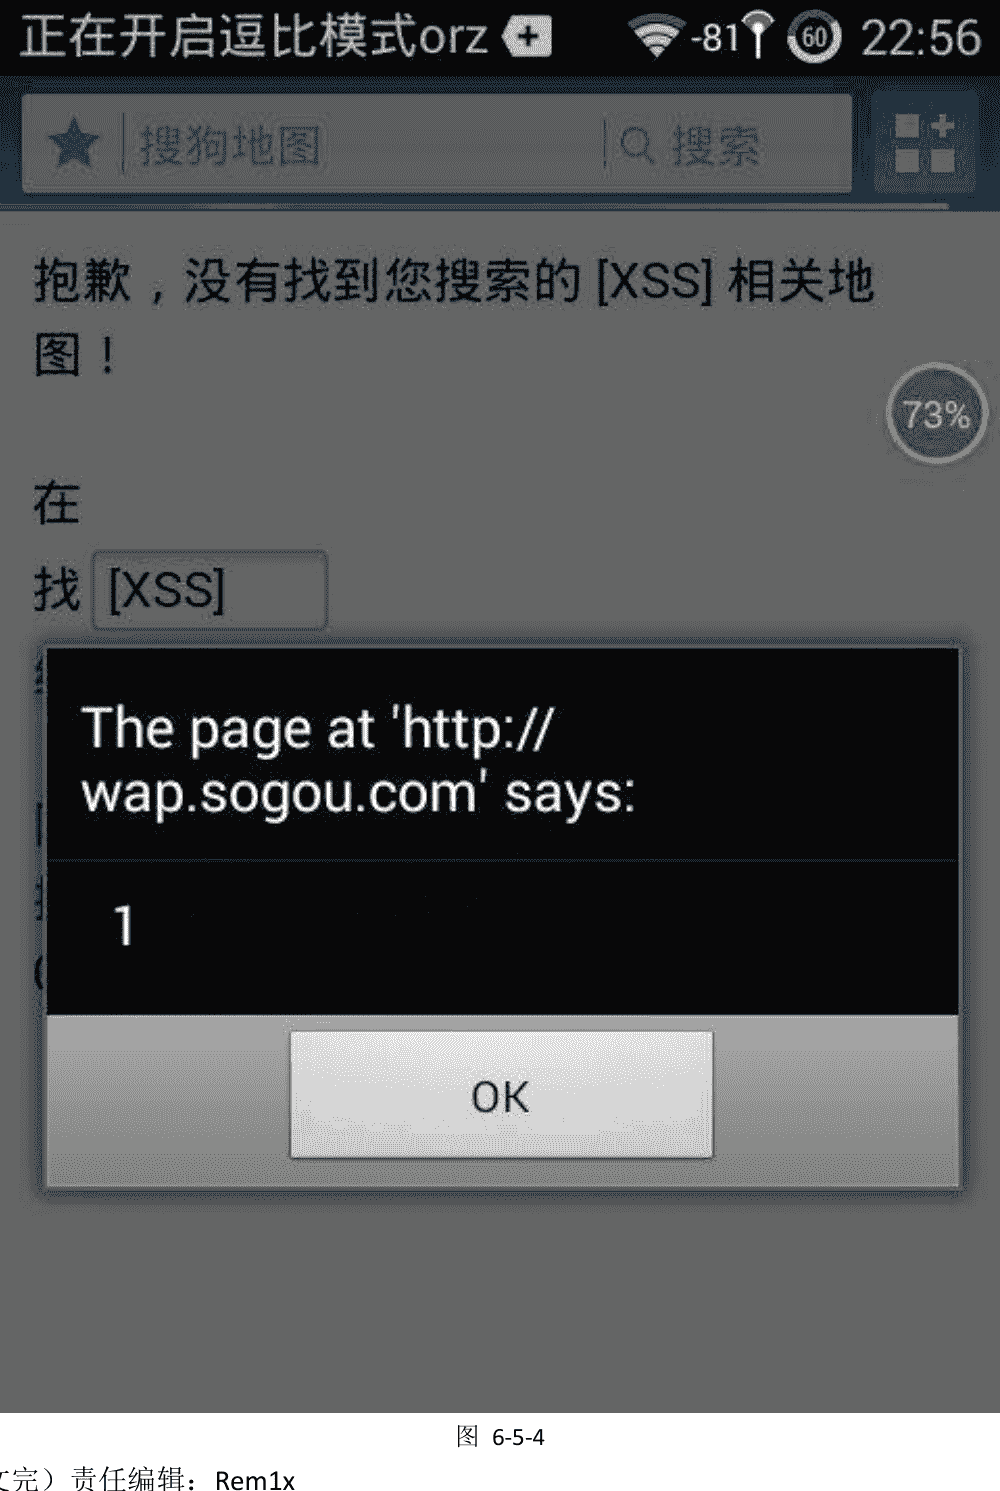 正在开启逗比模式orz -81 60 22:56
搜狗地图 搜索
抱歉，没有找到您搜索的 [XSS] 相关地
图！
73%
在
找 [XSS]
The page at 'http://
wap.sogou.com' says:
1
OK
图 6-5-4
文完）责任编辑：Rem1x